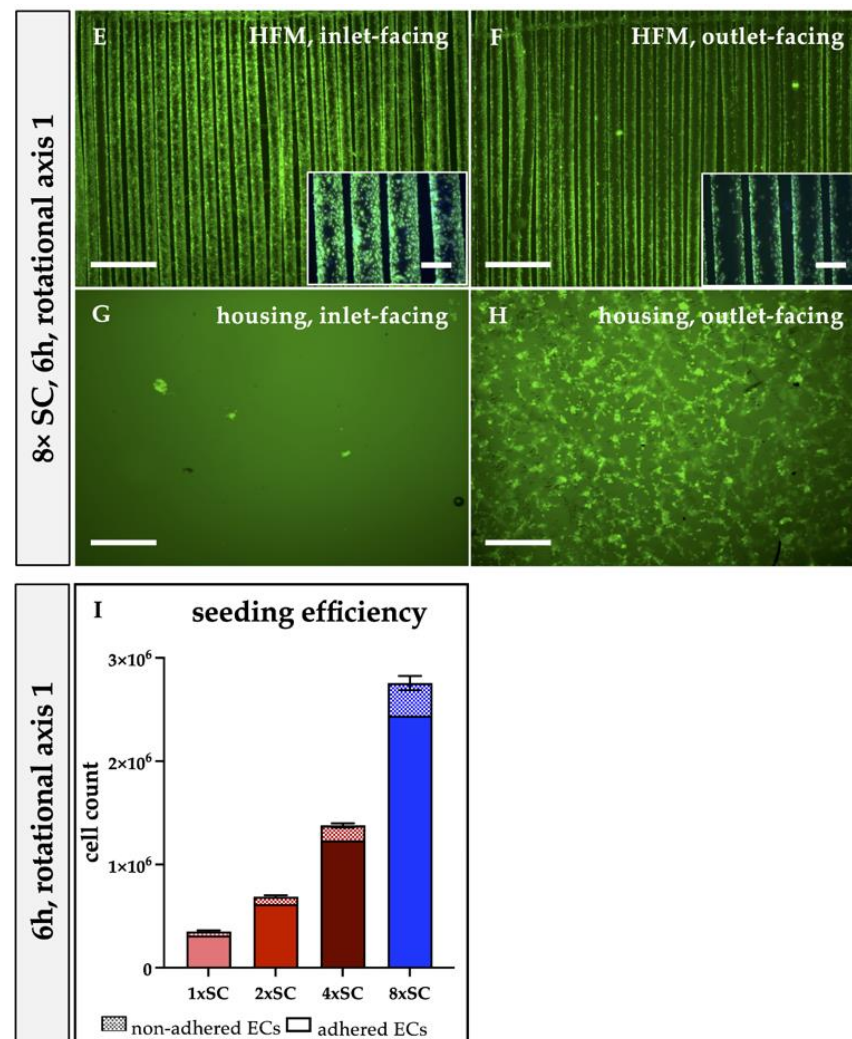 8× SC, 6h, rotational axis 1
E
HFM, inlet-facing
F
HFM, outlet-facing
G
housing, inlet-facing
H
housing, outlet-facing
6h, rotational axis 1
I
seeding efficiency
cell count
3×10⁶
2×10⁶
1×10⁶
0
1xSC
2xSC
4xSC
8xSC
non-adhered ECs
adhered ECs